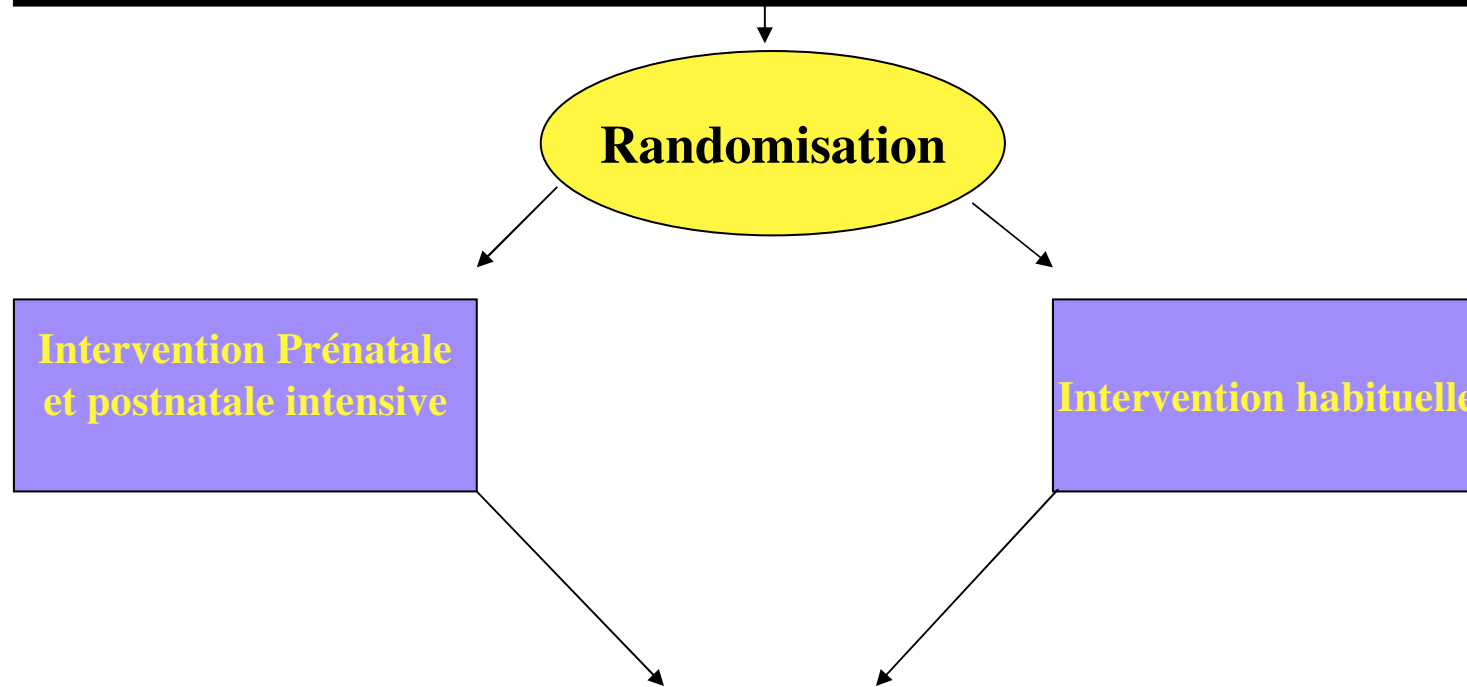 Randomisation
Intervention Prénatale
et postnatale intensive
Intervention habituelle